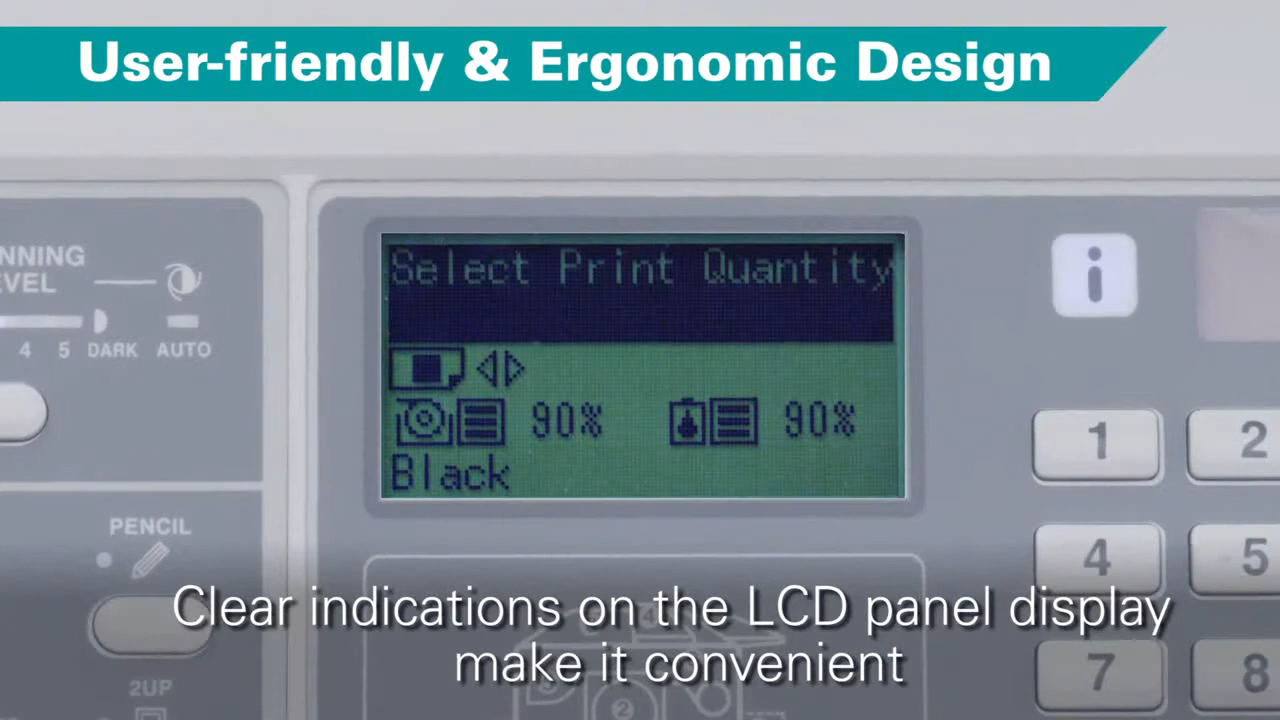 User-friendly & Ergonomic Design
NNING
EVEL
4 5 DARK AUTO
Select Print Quantity
90% 90%
Black
i
1 2
PENCIL
4 5
Clear indications on the LCD panel display
make it convenient
2UP
7 8
2